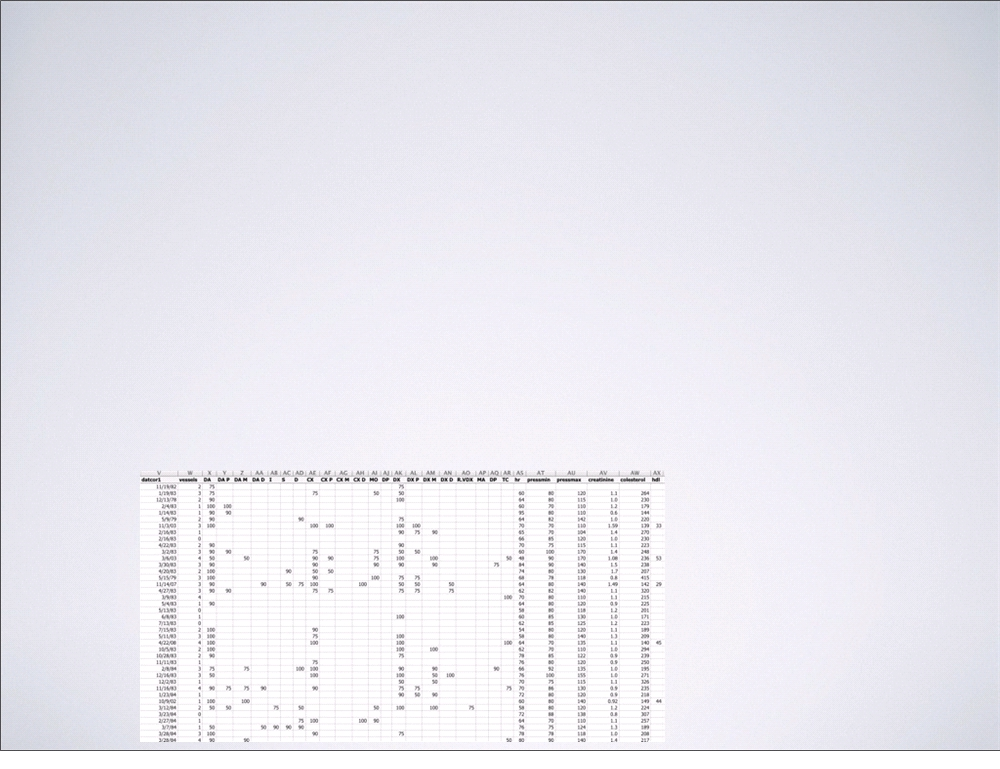 V W X Y Z AA AB AC AD AE AF AG AH AI AJ AK AL AM AN AO AP AQ AR AS AT AU AV AW AX
datcor1 vessels DA DA P DA M DA D I S D CX CX P CX M CX D MO DP DX DX P DX M DX D R.VDX MA DP TC hr pressmin pressmax creatinine colesterol hdl
11/19/82 2 75 75
1/19/83 3 75 75 50 50 60 80 120 1.1 264
12/13/78 2 90 100 64 80 115 1.0 230
2/4/83 1 100 100 60 70 110 1.2 179
1/14/83 1 90 90 95 80 110 0.6 144
5/9/79 2 90 75 64 82 142 1.0 220
11/3/03 3 100 100 100 100 100 70 70 110 1.59 139 33
2/16/83 1 90 75 90 65 70 104 1.4 270
2/16/83 0 66 85 120 1.0 230
4/22/83 2 90 90 70 75 115 1.1 223
3/2/83 3 90 90 75 75 50 50 60 100 170 1.4 248
3/6/03 4 50 50 90 90 75 100 100 50 48 90 170 1.08 236 53
3/30/83 3 90 90 90 90 90 75 84 90 140 1.5 238
4/20/83 2 100 90 50 50 74 80 130 1.7 207
5/15/79 3 100 90 100 75 75 68 78 118 0.8 415
11/14/07 3 90 90 50 75 100 100 50 50 50 64 80 140 1.49 142 29
4/27/83 3 90 90 75 75 75 75 75 62 82 140 1.1 320
3/9/83 4 100 70 80 110 1.1 215
5/4/83 1 90 64 80 120 0.9 225
5/13/83 0 58 80 118 1.2 201
6/8/83 1 100 60 85 130 1.0 171
7/13/83 0 62 85 125 1.2 223
7/15/83 2 100 90 54 80 120 1.1 189
5/11/83 3 100 75 100 58 80 140 1.3 209
4/22/08 4 100 100 100 100 64 70 135 1.1 140 45
10/5/83 2 100 100 100 62 70 110 1.0 294
10/28/83 2 90 75 78 85 122 0.9 239
11/11/83 1 75 76 80 120 0.9 250
2/8/84 3 75 75 100 100 90 90 90 66 92 135 1.0 195
12/16/83 3 50 100 100 50 100 76 100 155 1.0 271
12/2/83 1 50 50 70 75 115 1.1 326
11/16/83 4 90 75 75 90 90 75 75 75 70 86 130 0.9 235
1/23/84 1 90 50 90 72 80 120 0.9 218
10/9/02 1 100 100 60 80 140 0.92 149 44
3/12/84 2 50 50 75 50 50 100 100 75 58 80 120 1.2 224
3/23/84 0 72 88 138 0.8 307
2/27/84 1 75 100 100 90 64 70 110 1.1 257
3/7/84 1 50 50 90 90 90 76 75 124 1.3 189
3/28/84 3 100 90 75 78 78 118 1.0 208
3/28/84 4 90 90 50 80 90 140 1.4 217